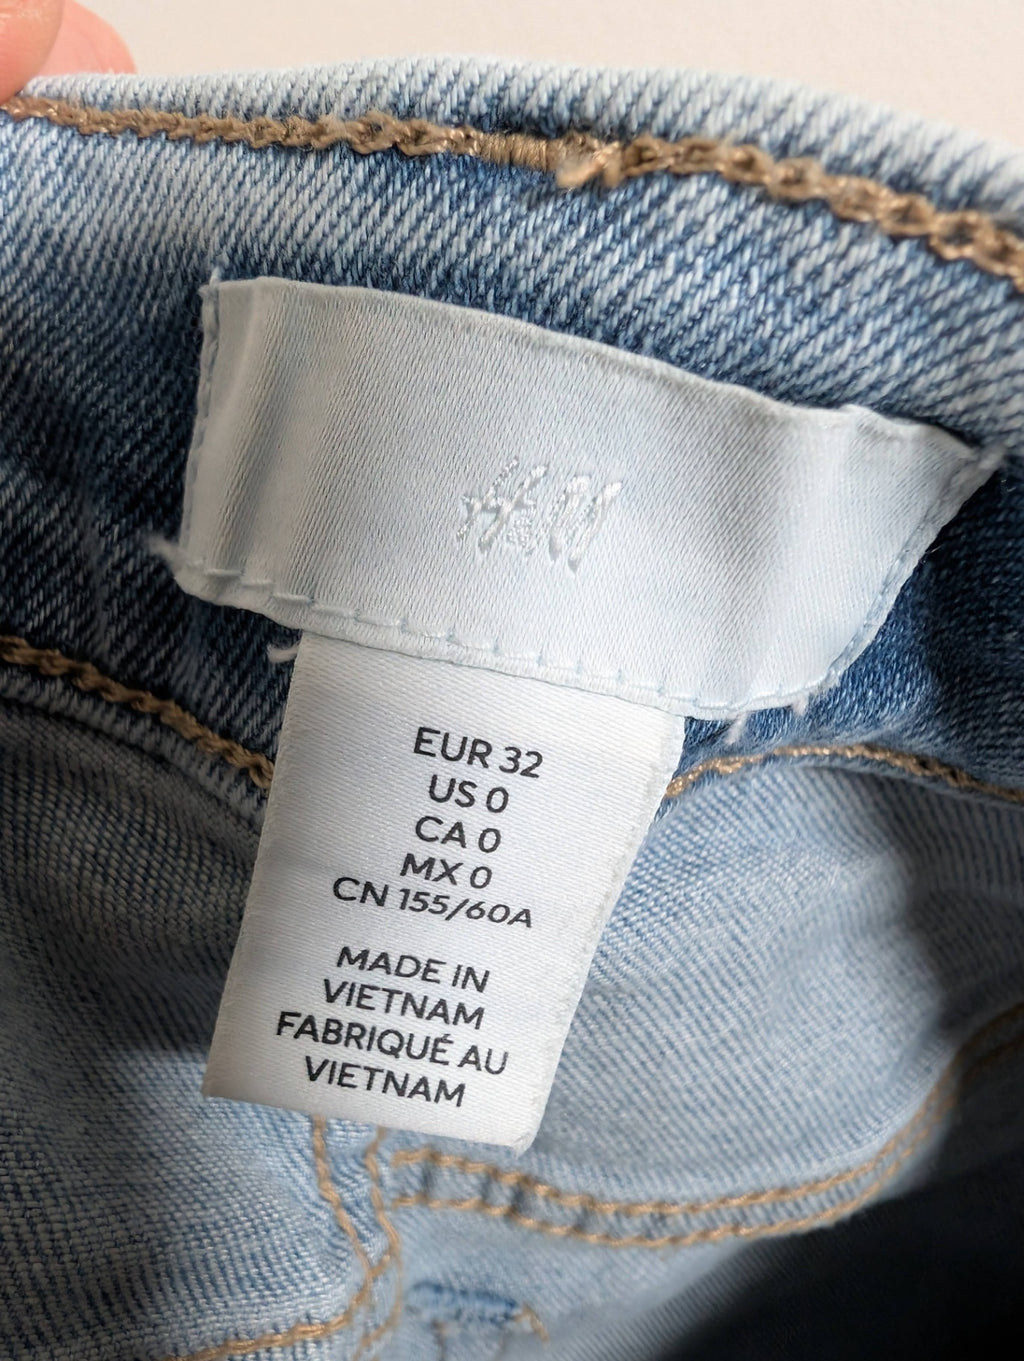 H&M
EUR 32
US 0
CA 0
MX 0
CN 155/60A
MADE IN
VIETNAM
FABRIQUÉ AU
VIETNAM